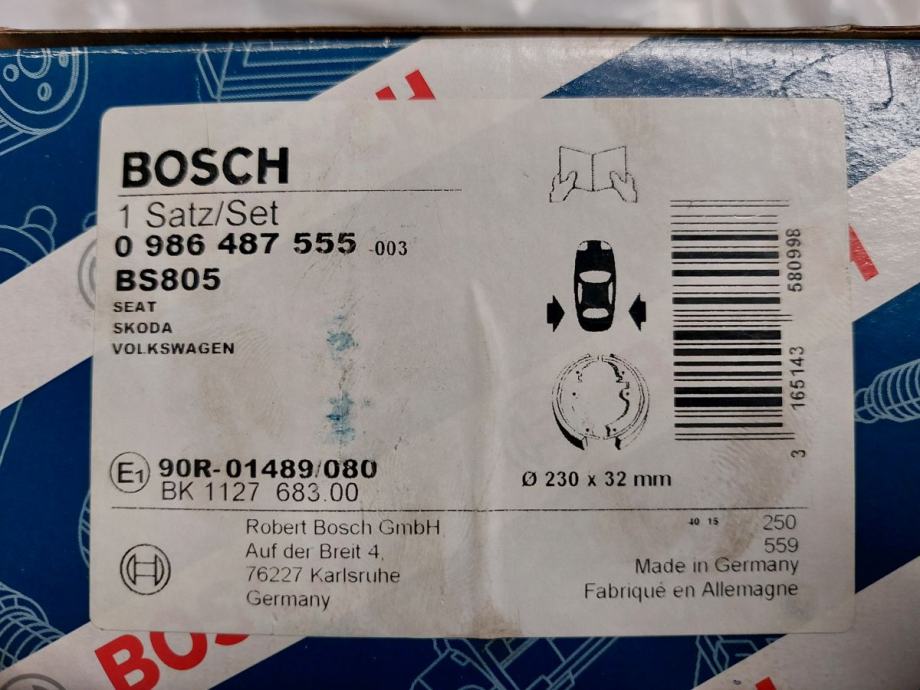 BOSCH
1 Satz/Set
0 986 487 555 -003
BS805
SEAT
SKODA
VOLKSWAGEN
3 165143 580998
E1 90R-01489/080
BK 1127 683.00
Ø 230 x 32 mm
Robert Bosch GmbH
Auf der Breit 4,
76227 Karlsruhe
Germany
40 15 250
559
Made in Germany
Fabriqué en Allemagne
BOS